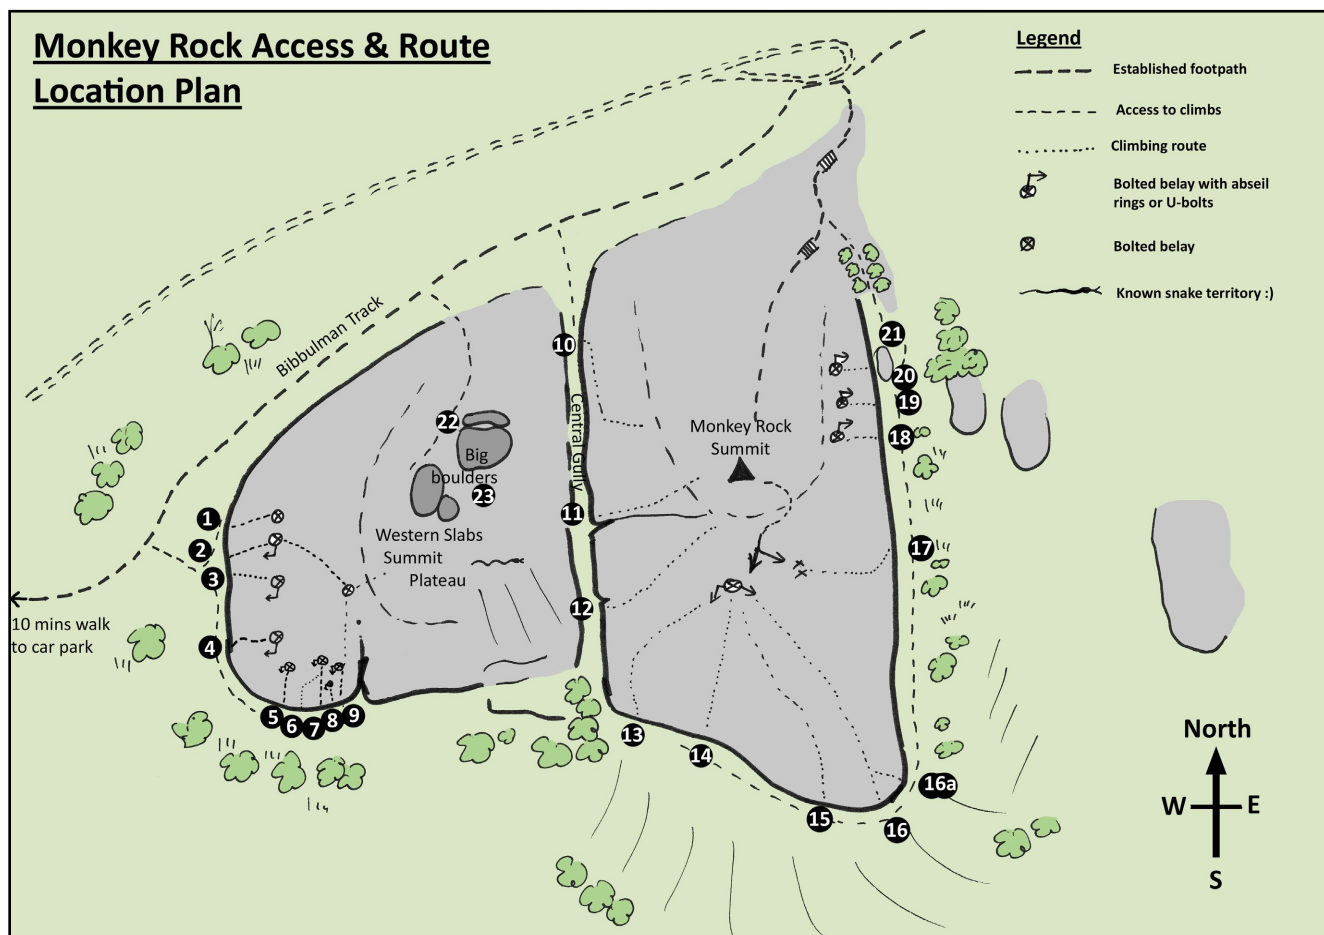 Monkey Rock Access & Route
Location Plan
Legend
Established footpath
Access to climbs
Climbing route
Bolted belay with abseil
rings or U-bolts
Bolted belay
Known snake territory :)
Bibbulman Track
10
Central Gully
21
20
19
18
22
Big
boulders
23
Monkey Rock
Summit
1
2
3
4
11
Western Slabs
Summit
Plateau
17
12
10 mins walk
to car park
5
6
7
8
9
13
14
15
16
16a
North
W
E
S